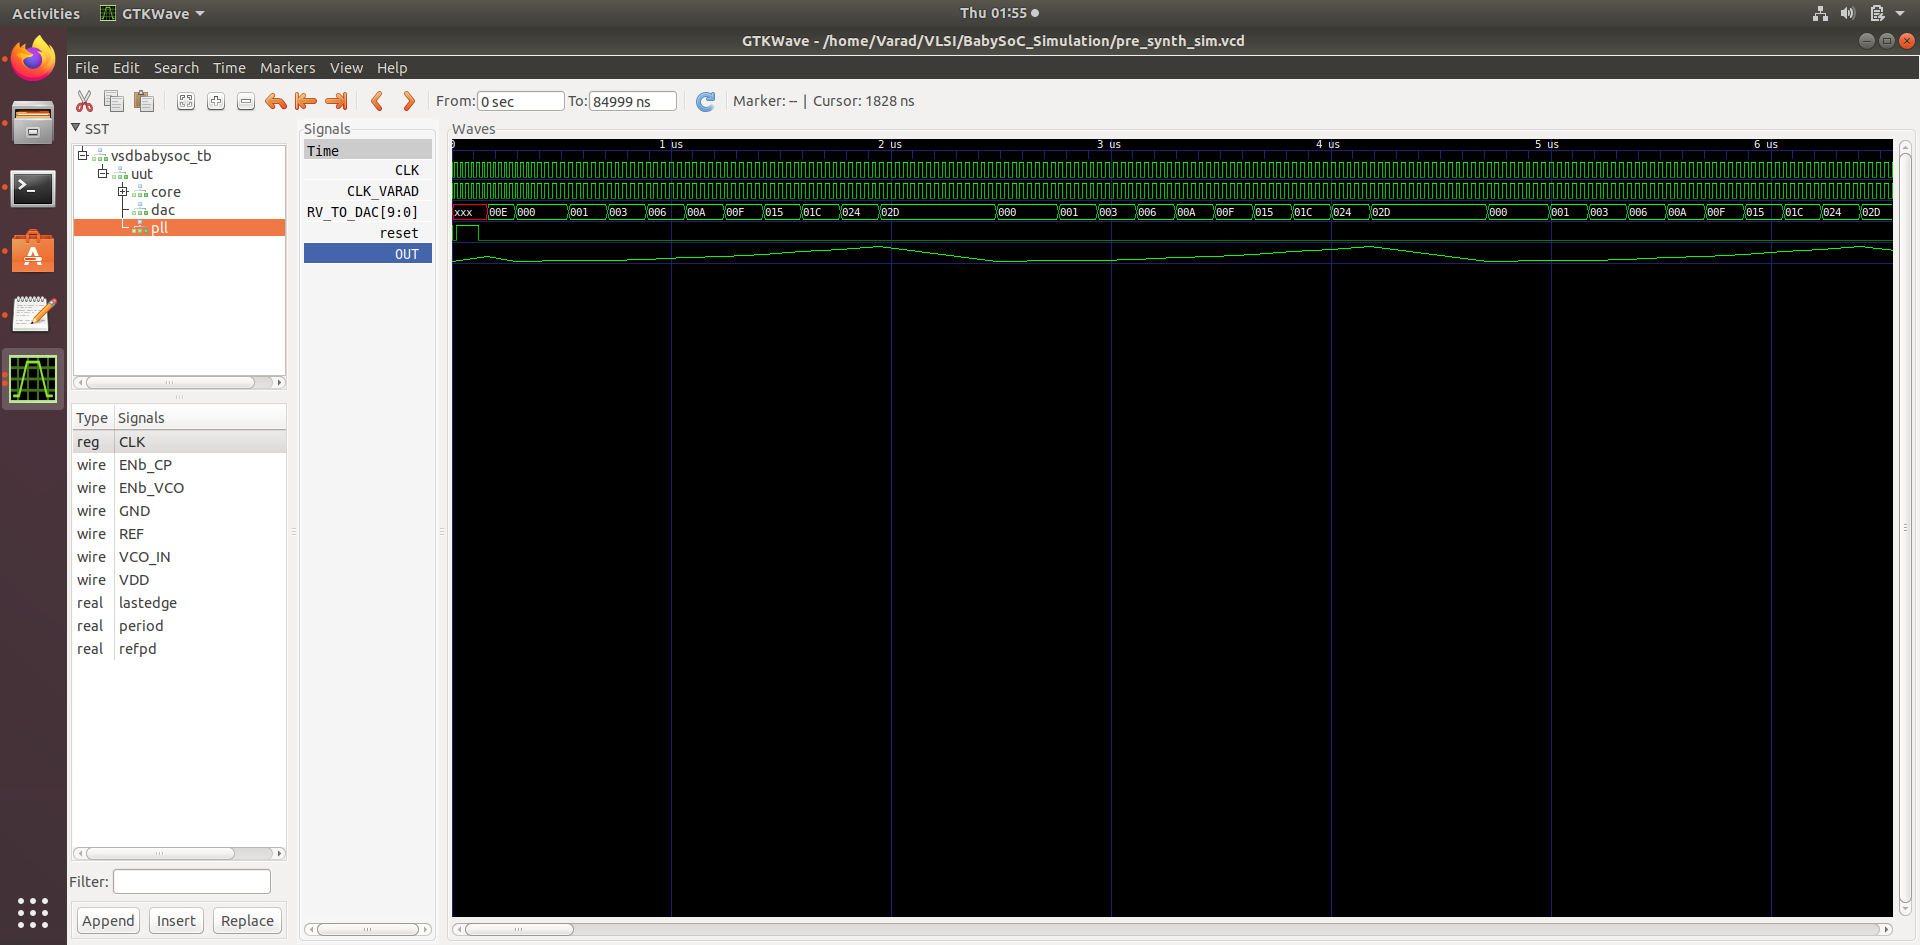 Activities GTKWave Thu 01:55
GTKWave - /home/Varad/VLSI/BabySoC_Simulation/pre_synth_sim.vcd
File Edit Search Time Markers View Help
From: 0 sec To: 84999 ns Marker: -- | Cursor: 1828 ns
SST
vsdbabysoc_tb
uut
core
dac
pll
Type Signals
reg CLK
wire ENb_CP
wire ENb_VCO
wire GND
wire REF
wire VCO_IN
wire VDD
real lastedge
real period
real refpd
Filter:
Append Insert Replace
Signals
Time
CLK
CLK_VARAD
RV_TO_DAC[9:0]
reset
OUT
Waves
0 1 us 2 us 3 us 4 us 5 us 6 us
xxx 00E 000 001 003 006 00A 00F 015 01C 024 02D 000 001 003 006 00A 00F 015 01C 024 02D 000 001 003 006 00A 00F 015 01C 024 02D